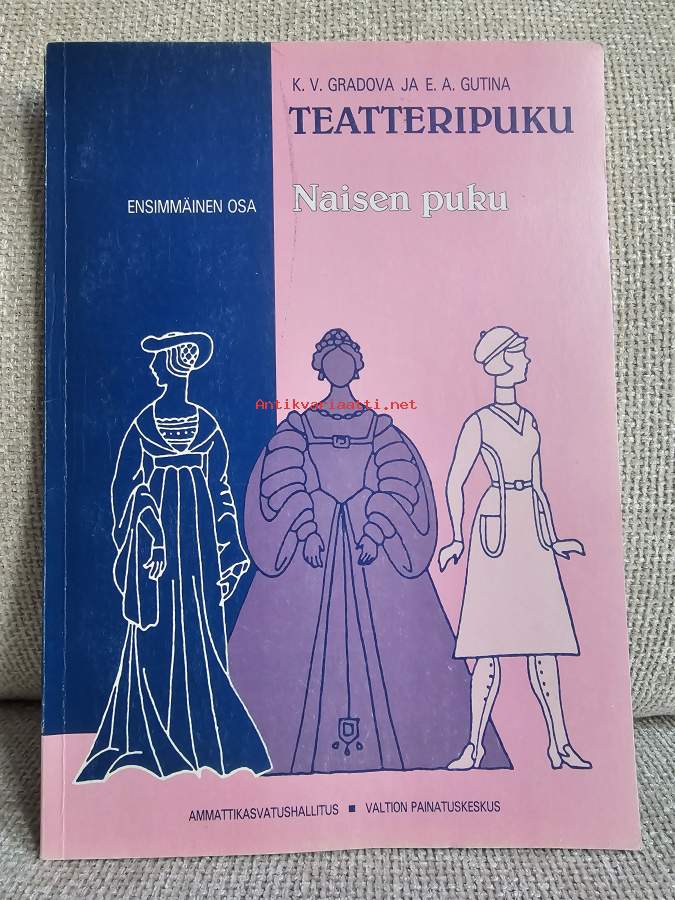 K. V. GRADOVA JA E. A. GUTINA
TEATTERIPUKU
ENSIMMÄINEN OSA
Naisen puku
Antikvariaatti.net
AMMATTIKASVATUSHALLITUS ■ VALTION PAINATUSKESKUS